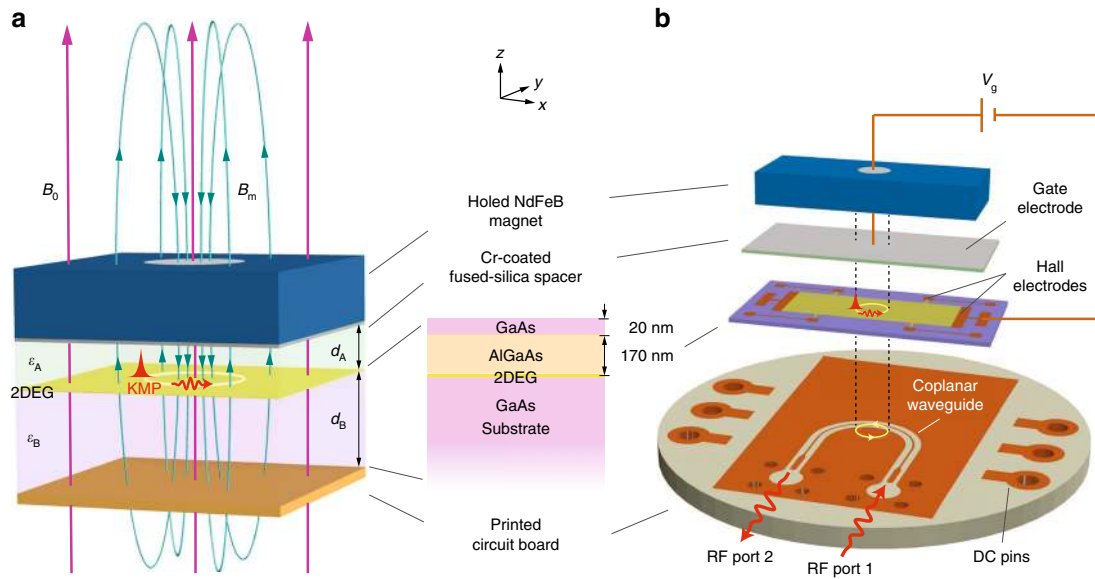 a
b
z
y
x
B0
Bm
Holed NdFeB
magnet
Cr-coated
fused-silica spacer
GaAs
20 nm
AlGaAs
170 nm
2DEG
GaAs
Substrate
εA
dA
KMP
2DEG
εB
dB
Printed
circuit board
Vg
Gate
electrode
Hall
electrodes
Coplanar
waveguide
RF port 2
RF port 1
DC pins